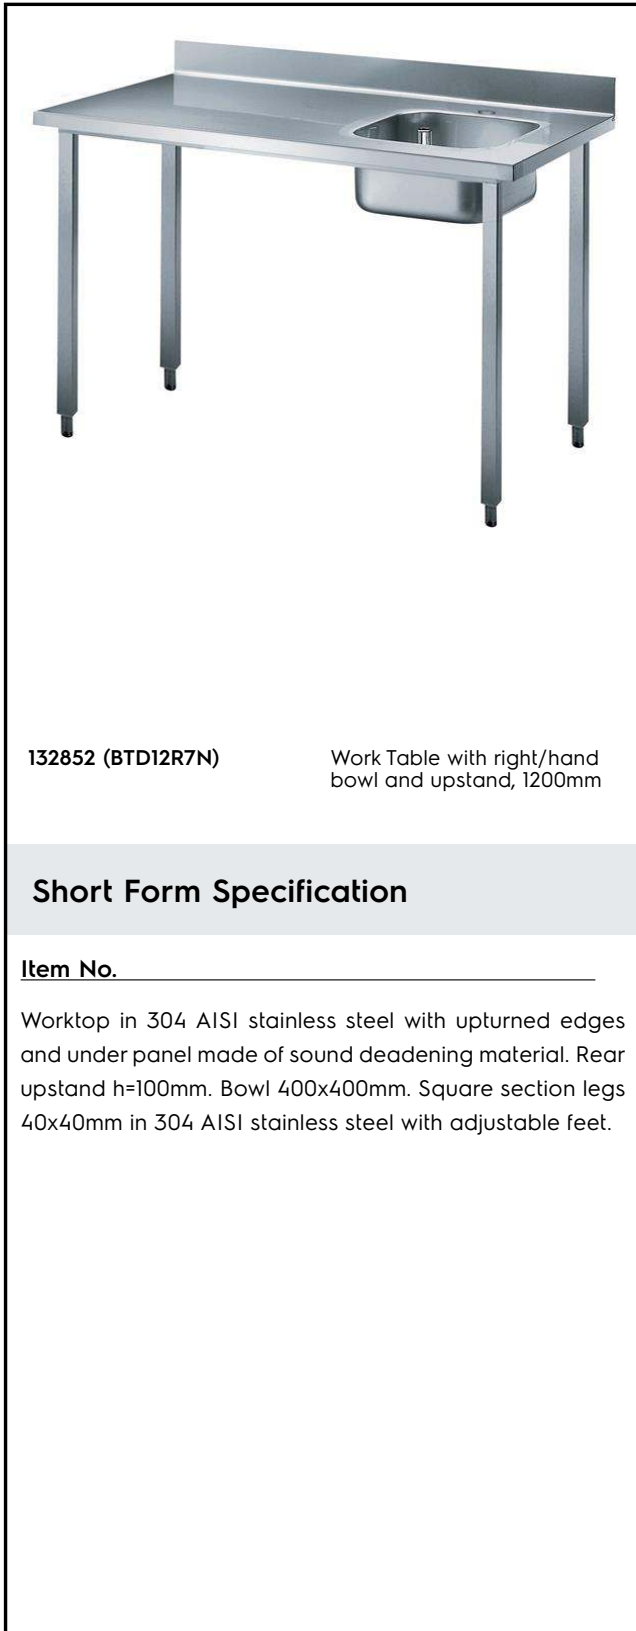 132852 (BTD12R7N)
Work Table with right/hand
bowl and upstand, 1200mm
Short Form Specification
Item No.
Worktop in 304 AISI stainless steel with upturned edges
and under panel made of sound deadening material. Rear
upstand h=100mm. Bowl 400x400mm. Square section legs
40x40mm in 304 AISI stainless steel with adjustable feet.